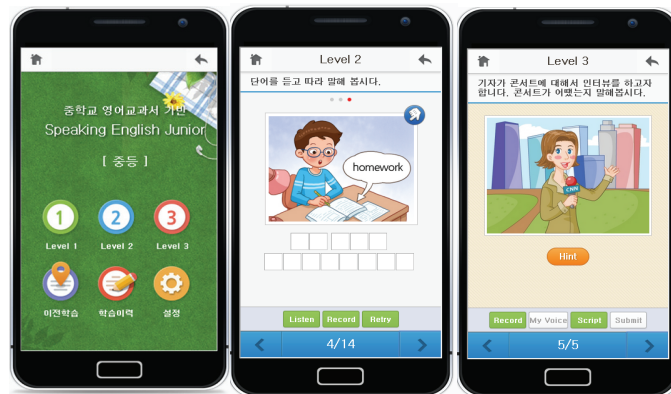 중학교 영어교과서 기반
Speaking English Junior
[ 중등 ]
1
2
3
Level 1
Level 2
Level 3
이전학습
학습이력
설정
Level 2
단어를 듣고 따라 말해 봅시다.
homework
Listen
Record
Retry
4/14
Level 3
기자가 콘서트에 대해서 인터뷰를 하고자
합니다. 콘서트가 어땠는지 말해봅시다.
CNN
Hint
Record
My Voice
Script
Submit
5/5